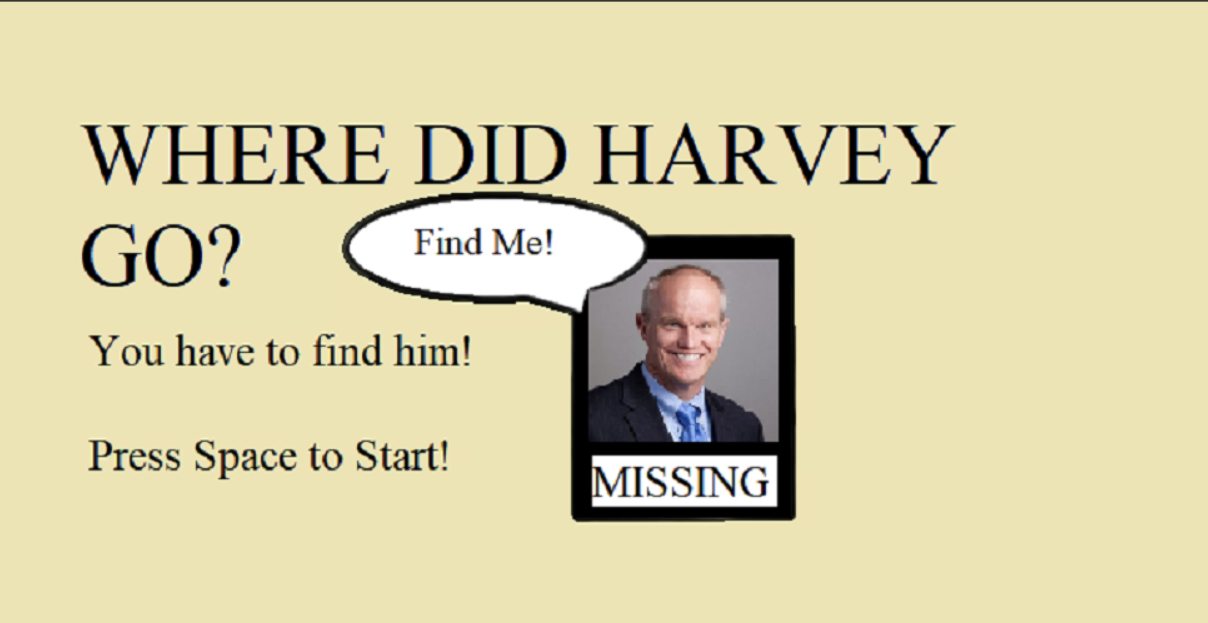 WHERE DID HARVEY
GO?
Find Me!
You have to find him!
Press Space to Start!
MISSING